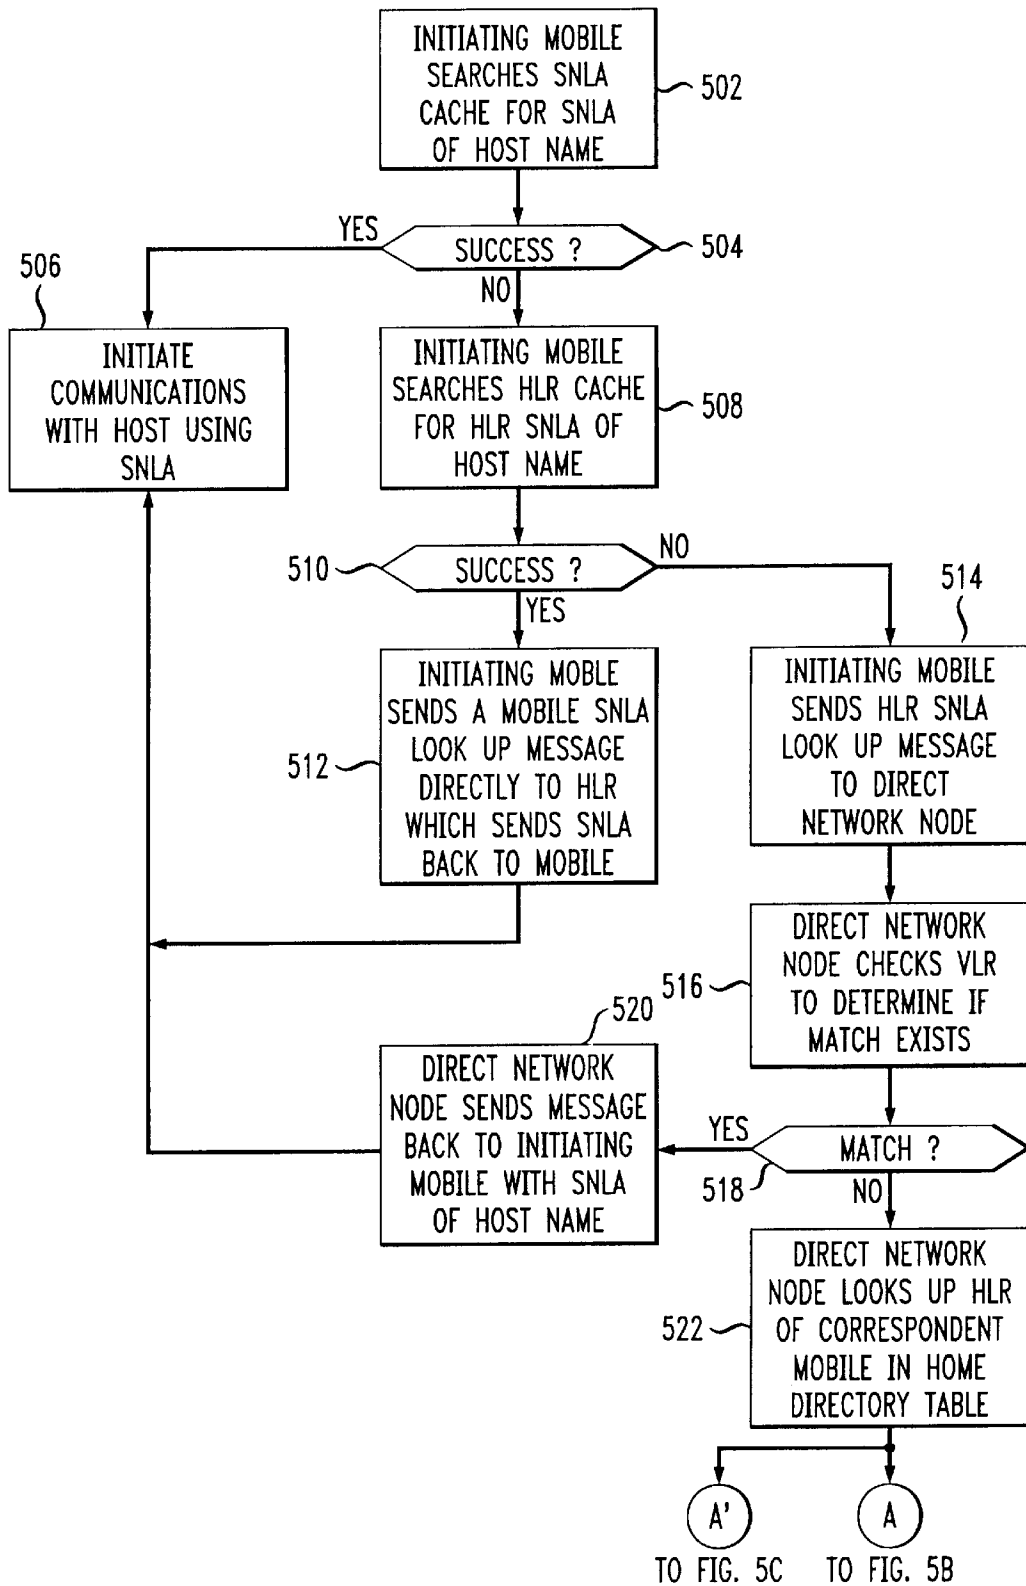 INITIATING MOBILE
SEARCHES SNLA
CACHE FOR SNLA
OF HOST NAME
502
YES
SUCCESS ?
504
506
NO
INITIATE
COMMUNICATIONS
WITH HOST USING
SNLA
INITIATING MOBILE
SEARCHES HLR CACHE
FOR HLR SNLA OF
HOST NAME
508
510
SUCCESS ?
NO
YES
514
INITIATING MOBLE
SENDS A MOBILE SNLA
LOOK UP MESSAGE
DIRECTLY TO HLR
WHICH SENDS SNLA
BACK TO MOBILE
512
INITIATING MOBILE
SENDS HLR SNLA
LOOK UP MESSAGE
TO DIRECT
NETWORK NODE
DIRECT NETWORK
NODE CHECKS VLR
TO DETERMINE IF
MATCH EXISTS
516
520
DIRECT NETWORK
NODE SENDS MESSAGE
BACK TO INITIATING
MOBILE WITH SNLA
OF HOST NAME
YES
MATCH ?
518
NO
DIRECT NETWORK
NODE LOOKS UP HLR
OF CORRESPONDENT
MOBILE IN HOME
DIRECTORY TABLE
522
A'
A
TO FIG. 5C
TO FIG. 5B